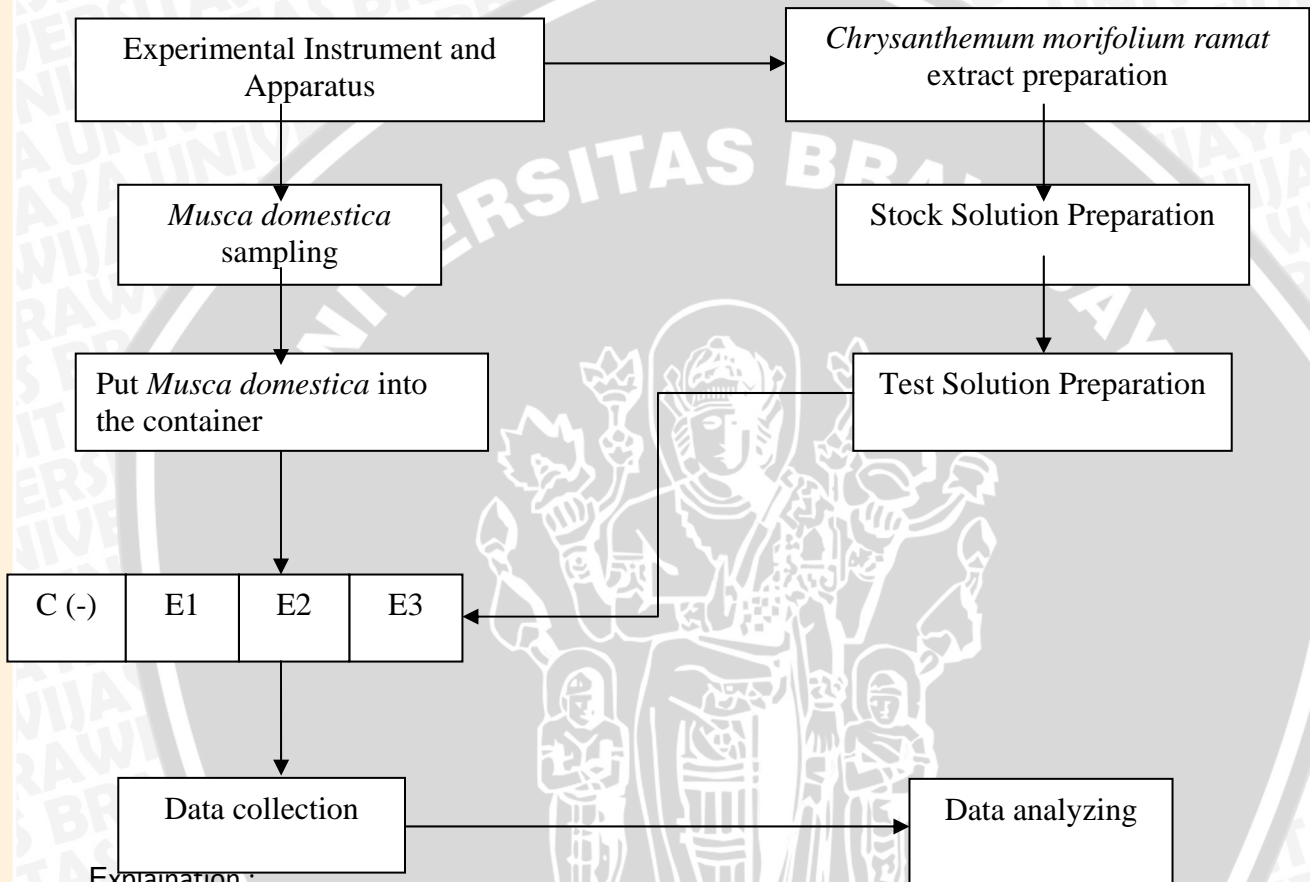 Experimental Instrument and
Apparatus
Chrysanthemum morifolium ramat
extract preparation
Musca domestica
sampling
Stock Solution Preparation
Put Musca domestica into
the container
Test Solution Preparation
C (-)
E1
E2
E3
Data collection
Data analyzing
Explaination :